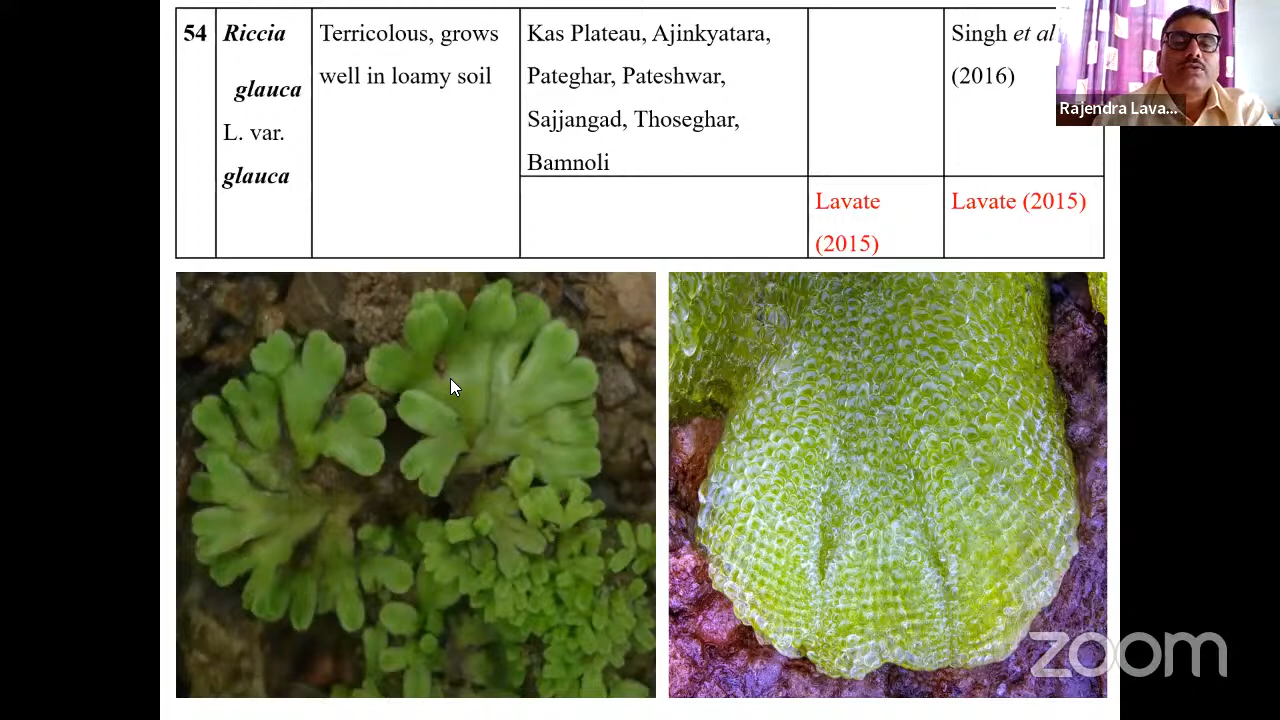 54
Riccia
glauca
L. var.
glauca
Terricolous, grows
well in loamy soil
Kas Plateau, Ajinkyatara,
Pateghar, Pateshwar,
Sajjangad, Thoseghar,
Bamnoli
Singh et al
(2016)
Lavate
(2015)
Lavate (2015)
Rajendra Lava...
zoom